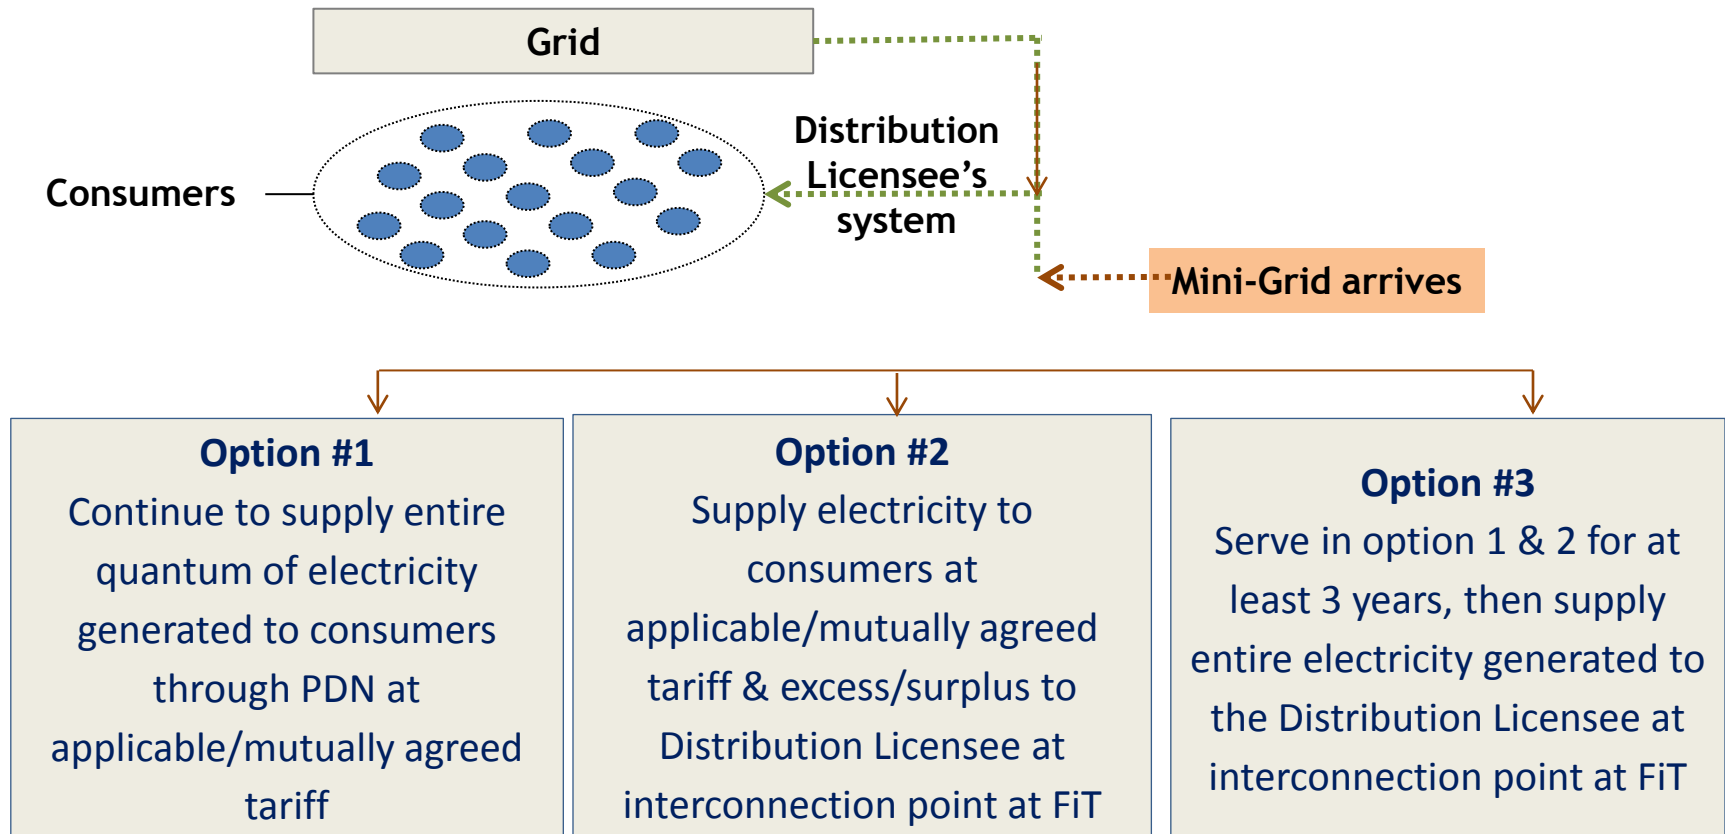 Grid
Distribution
Licensee’s
system
Consumers
Mini-Grid arrives
Option #1
Continue to supply entire
quantum of electricity
generated to consumers
through PDN at
applicable/mutually agreed
tariff
Option #2
Supply electricity to
consumers at
applicable/mutually agreed
tariff & excess/surplus to
Distribution Licensee at
interconnection point at FiT
Option #3
Serve in option 1 & 2 for at
least 3 years, then supply
entire electricity generated to
the Distribution Licensee at
interconnection point at FiT